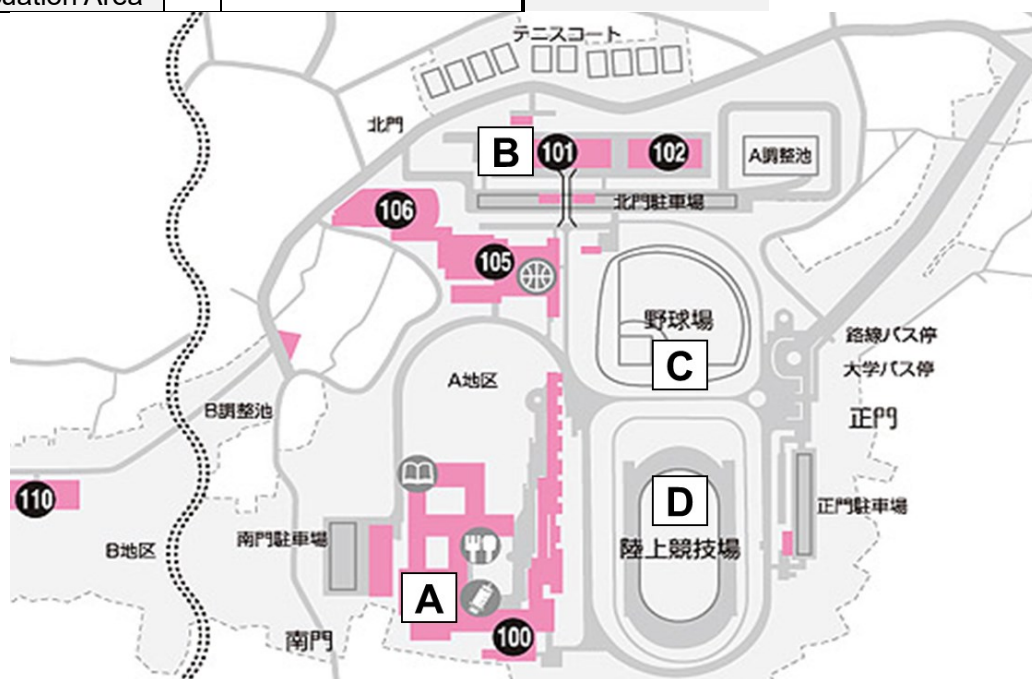 uation Area
テニスコート
北門
B
101
102
A調整池
106
北門駐車場
105
野球場
路線バス停
C
A地区
大学バス停
B調整池
正門
110
D
正門駐車場
南門駐車場
B地区
陸上競技場
A
南門
100